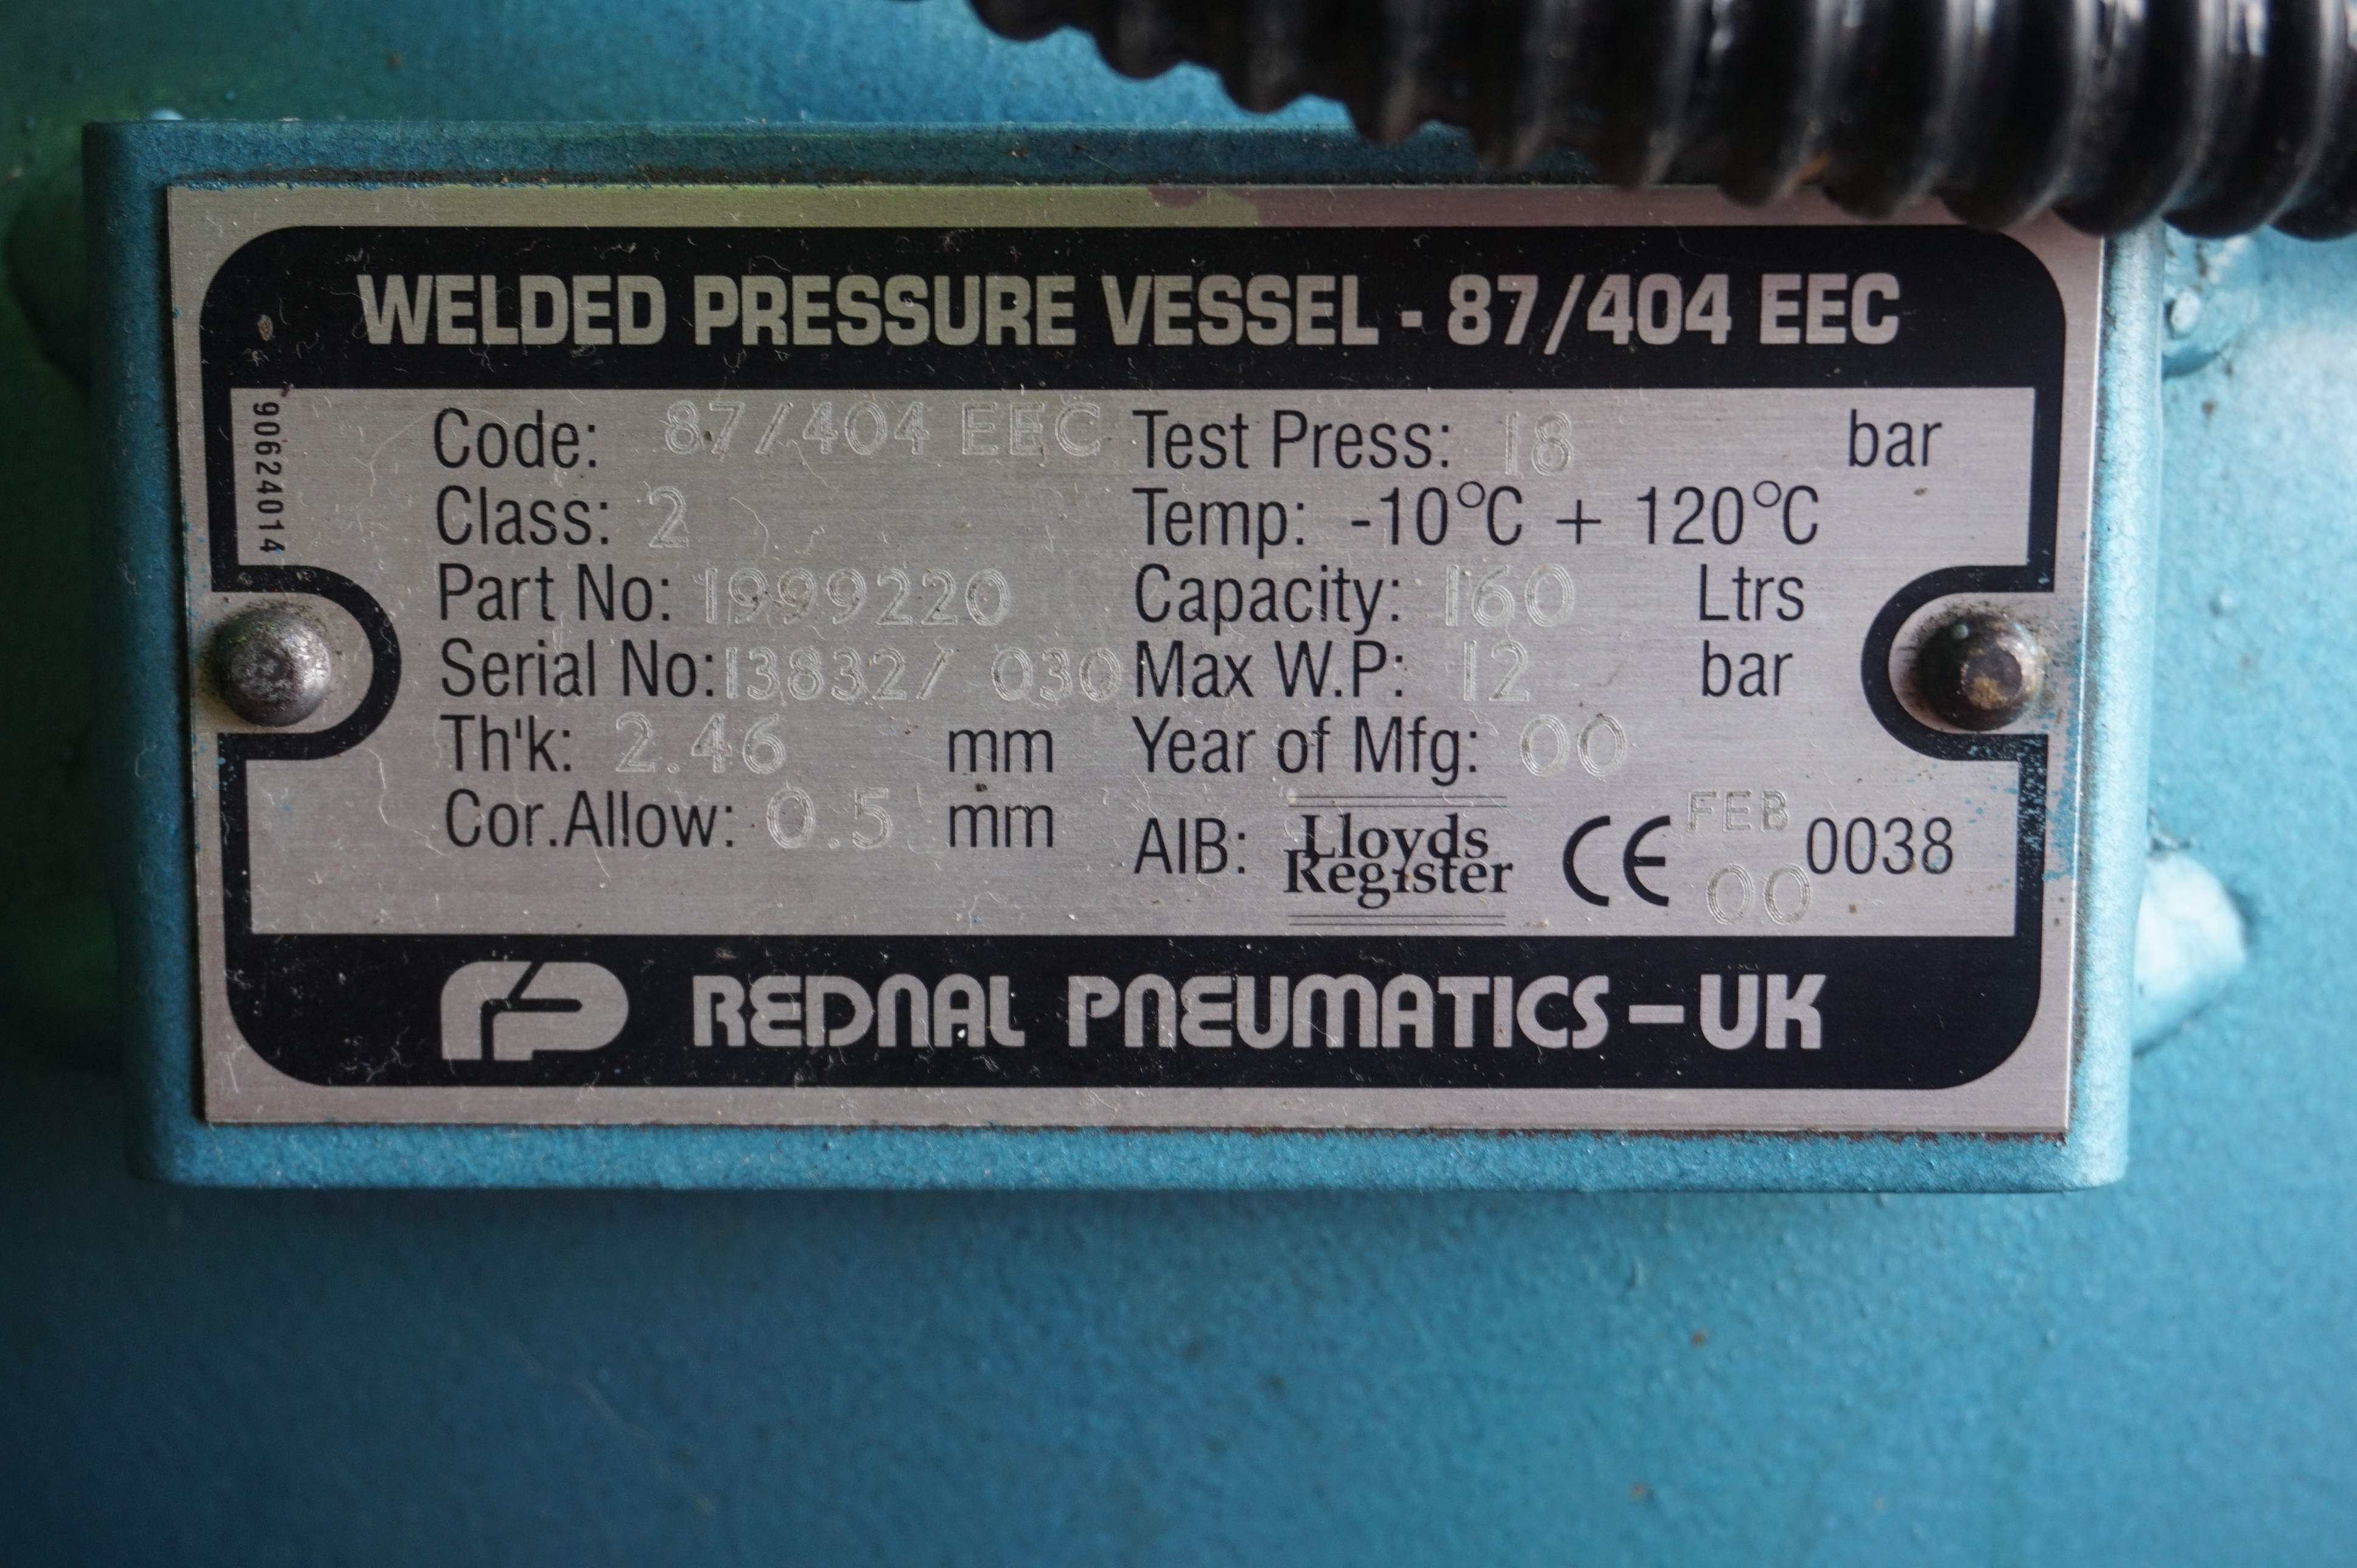 WELDED PRESSURE VESSEL - 87/404 EEC
90624014
Code: 87/404 EEC Test Press: 18 bar
Class: 2 Temp: -10°C + 120°C
Part No: 1999220 Capacity: 160 Ltrs
Serial No: 13832/ 030 Max W.P: 12 bar
Th'k: 2.46 mm Year of Mfg: 00
Cor.Allow: 0.5 mm AIB: Lloyds Register CE FEB 00 0038
rp REDNAL PNEUMATICS – UK